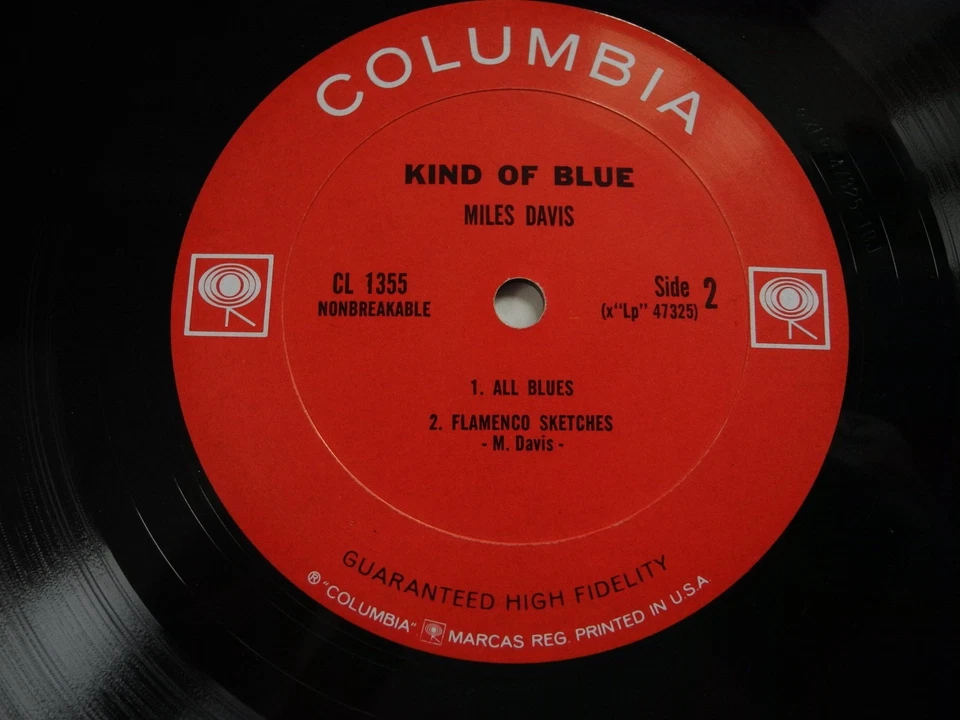 COLUMBIA
KIND OF BLUE
MILES DAVIS
CL 1355
NONBREAKABLE
Side 2
(x"Lp" 47325)
1. ALL BLUES
2. FLAMENCO SKETCHES
- M. Davis -
GUARANTEED HIGH FIDELITY
® "COLUMBIA" MARCAS REG. PRINTED IN U.S.A.